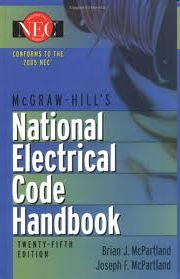 NEC
CONFORMS TO THE
2005 NEC®
McGRAW-HILL'S
National
Electrical
Code
Handbook
TWENTY-FIFTH
EDITION
Brian J. McPartland
Joseph F. McPartland